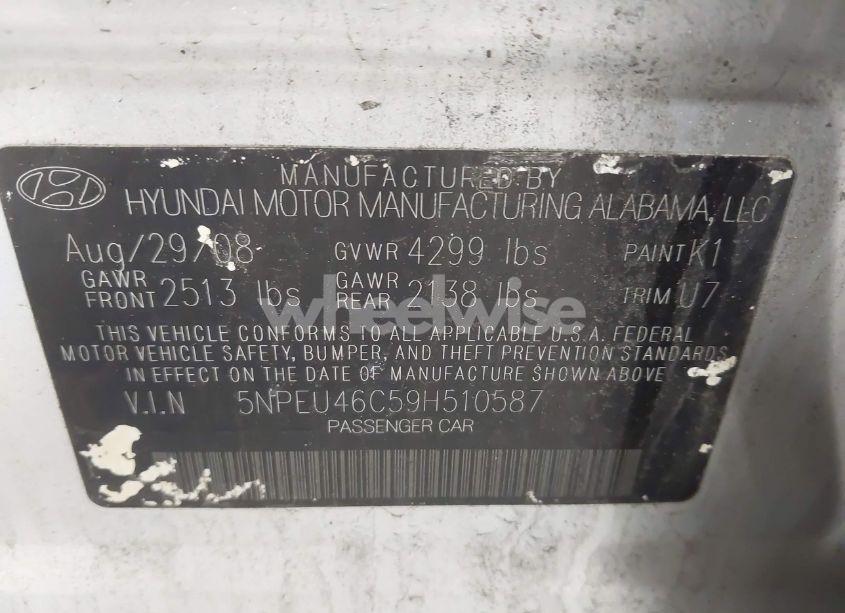 MANUFACTURED BY
HYUNDAI MOTOR MANUFACTURING ALABAMA, LLC
Aug/29/08 GVWR 4299 lbs PAINT K1
GAWR FRONT 2513 lbs GAWR REAR 2138 lbs TRIM U7
wheelwise
THIS VEHICLE CONFORMS TO ALL APPLICABLE U.S.A. FEDERAL
MOTOR VEHICLE SAFETY, BUMPER, AND THEFT PREVENTION STANDARDS
IN EFFECT ON THE DATE OF MANUFACTURE SHOWN ABOVE.
V.I.N 5NPEU46C59H510587
PASSENGER CAR